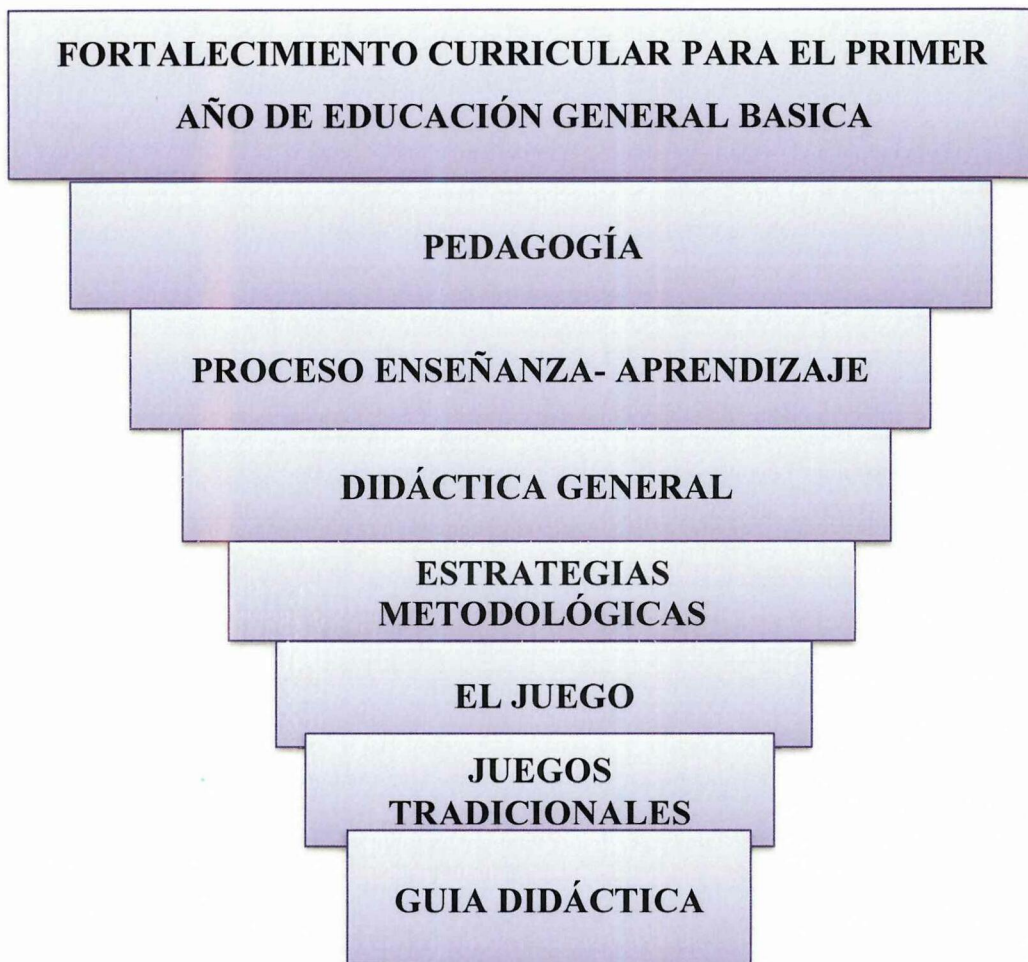 FORTALECIMIENTO CURRICULAR PARA EL PRIMER
AÑO DE EDUCACIÓN GENERAL BASICA
PEDAGOGÍA
PROCESO ENSEÑANZA- APRENDIZAJE
DIDÁCTICA GENERAL
ESTRATEGIAS
METODOLÓGICAS
EL JUEGO
JUEGOS
TRADICIONALES
GUIA DIDÁCTICA